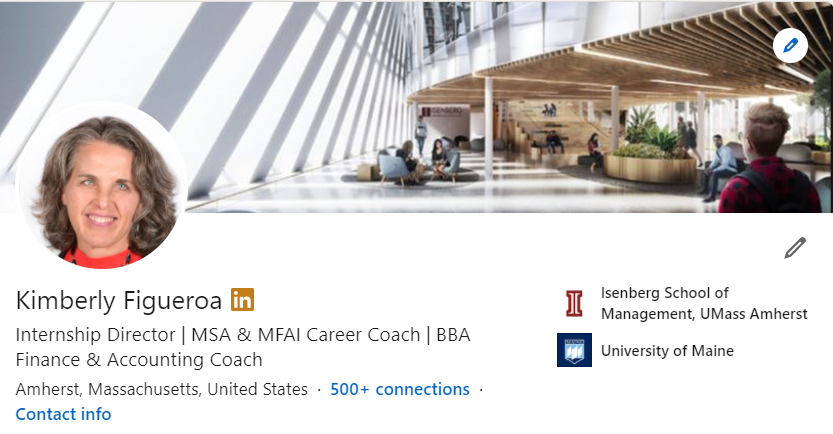 ISENBERG
Kimberly Figueroa in
Internship Director | MSA & MFAI Career Coach | BBA
Finance & Accounting Coach
Amherst, Massachusetts, United States · 500+ connections ·
Contact info
Isenberg School of
Management, UMass Amherst
University of Maine